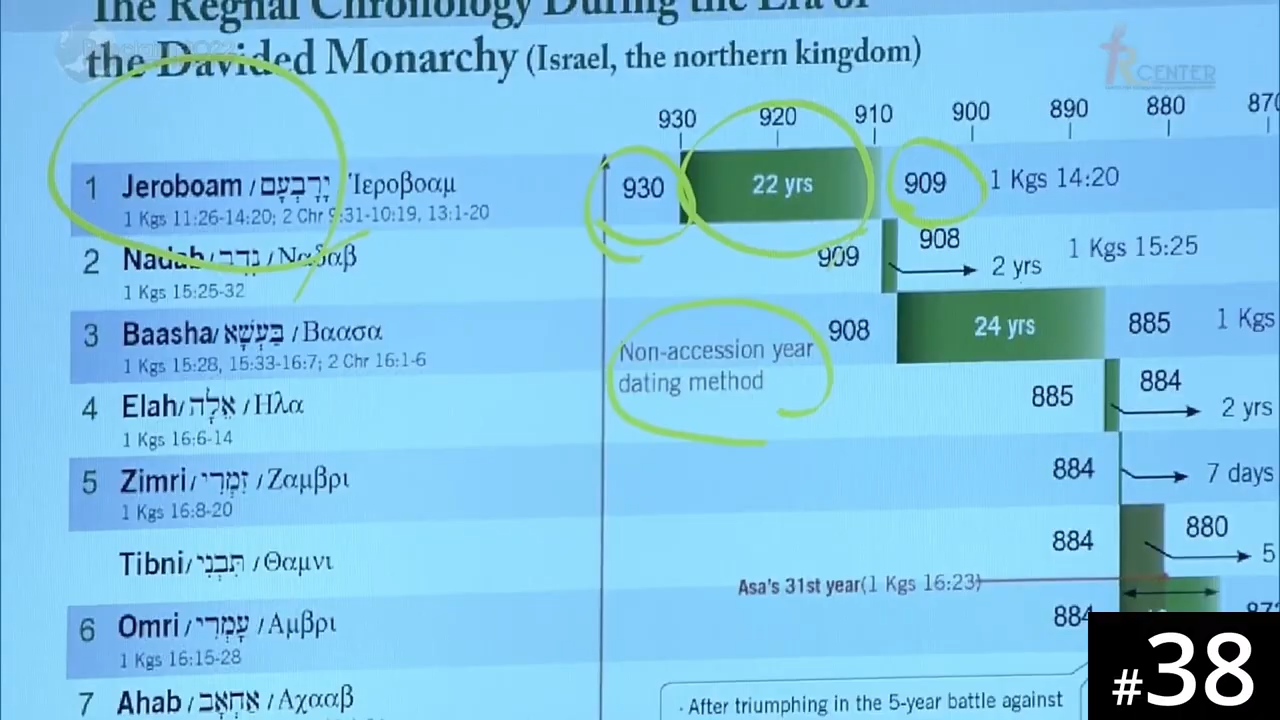 The Regnal Chronology During the Era of
the Davided Monarchy (Israel, the northern kingdom)
CENTER
930 920 910 900 890 880 870
1 Jeroboam / יָרָבְעָם / Ἱεροβοαμ 930 22 yrs 909 1 Kgs 14:20
1 Kgs 11:26-14:20; 2 Chr 9:31-10:19, 13:1-20
2 Nadab / נָדָב / Ναδαβ 909 908 2 yrs 1 Kgs 15:25
1 Kgs 15:25-32
3 Baasha/ בַּעְשָׁא / Βαασα 908 24 yrs 885 1 Kgs
1 Kgs 15:28, 15:33-16:7; 2 Chr 16:1-6
Non-accession year
dating method
4 Elah/ אֵלָה / Ηλα 885 884 2 yrs
1 Kgs 16:6-14
5 Zimri / זִמְרִי / Ζαμβρι 884 7 days
1 Kgs 16:8-20
Tibni/ תִּבְנִי / Θαμνι 884 880 5
Asa's 31st year(1 Kgs 16:23)
6 Omri / עָמְרִי / Αμβρι 884
1 Kgs 16:15-28
7 Ahab / אַחְאָב / Αχααβ
· After triumphing in the 5-year battle against
#38